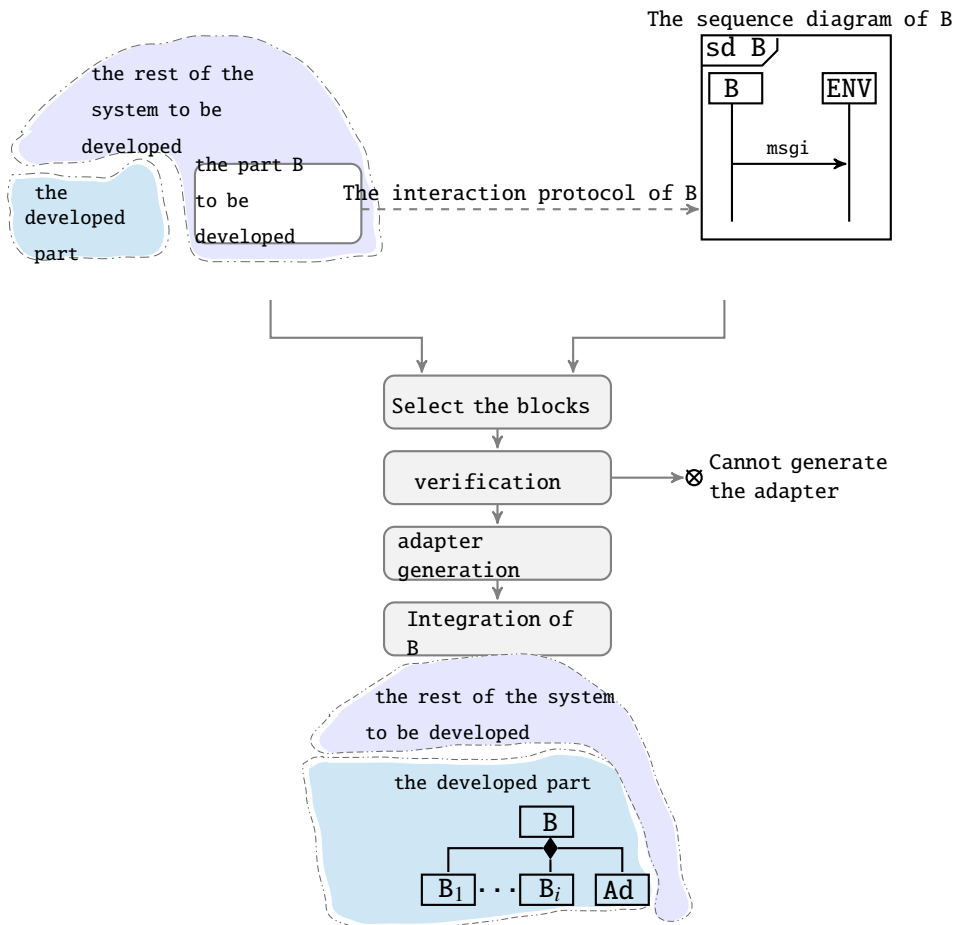 The sequence diagram of B
sd B
B
ENV
msgi
the rest of the
system to be
developed
the part B
to be
developed
the
developed
part
The interaction protocol of B
Select the blocks
verification
Cannot generate
the adapter
adapter
generation
Integration of
B
the rest of the system
to be developed
the developed part
B
B₁ ··· Bᵢ Ad